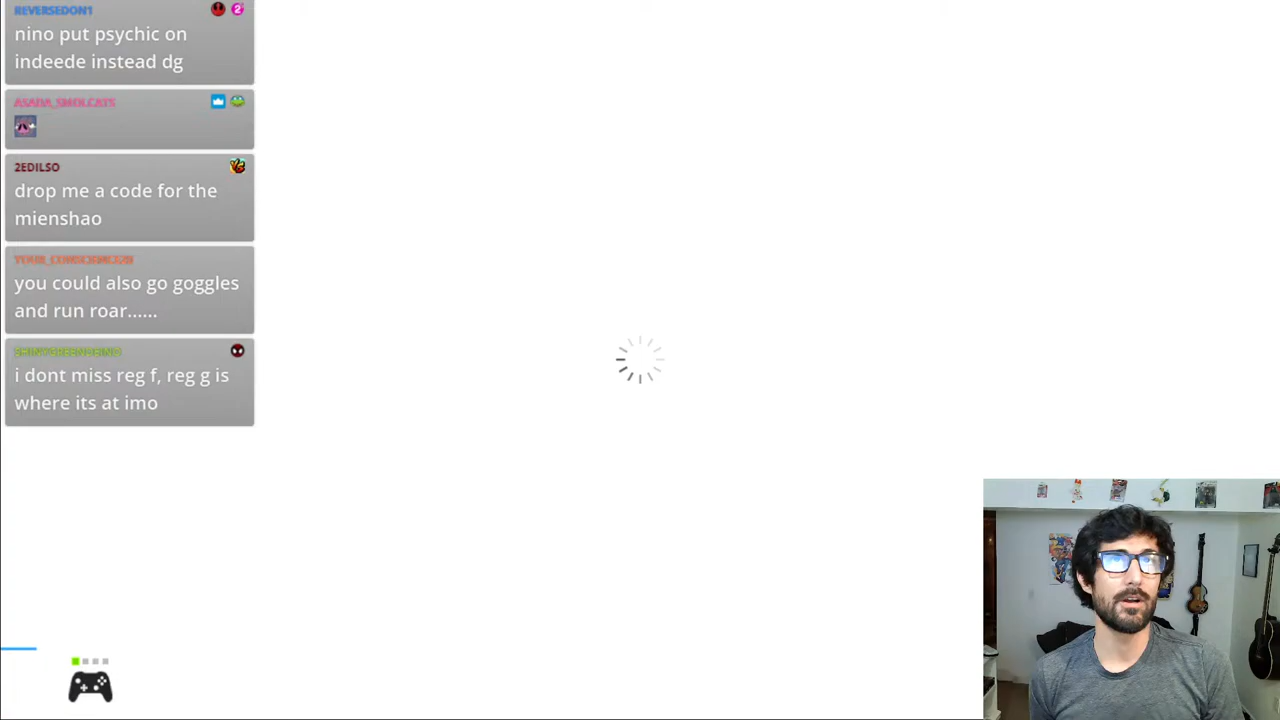 REVERSEDON1
nino put psychic on
indeede instead dg
2EDILSO
drop me a code for the
mienshao
you could also go goggles
and run roar......
i dont miss reg f, reg g is
where its at imo